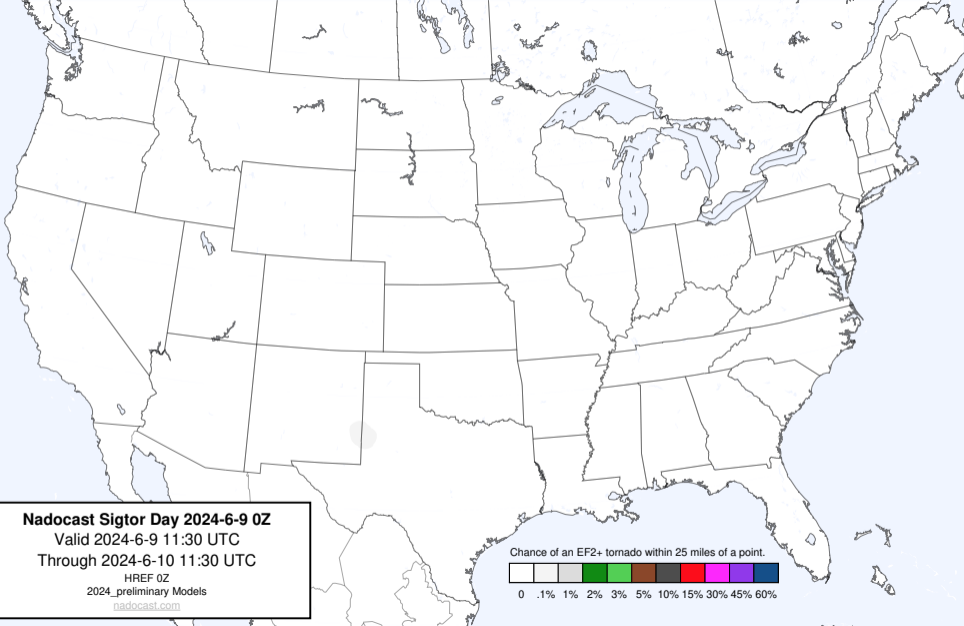 Nadocast Sigtor Day 2024-6-9 0Z
Valid 2024-6-9 11:30 UTC
Through 2024-6-10 11:30 UTC
HREF 0Z
2024_preliminary Models
nadocast.com
Chance of an EF2+ tornado within 25 miles of a point.
0 .1% 1% 2% 3% 5% 10% 15% 30% 45% 60%